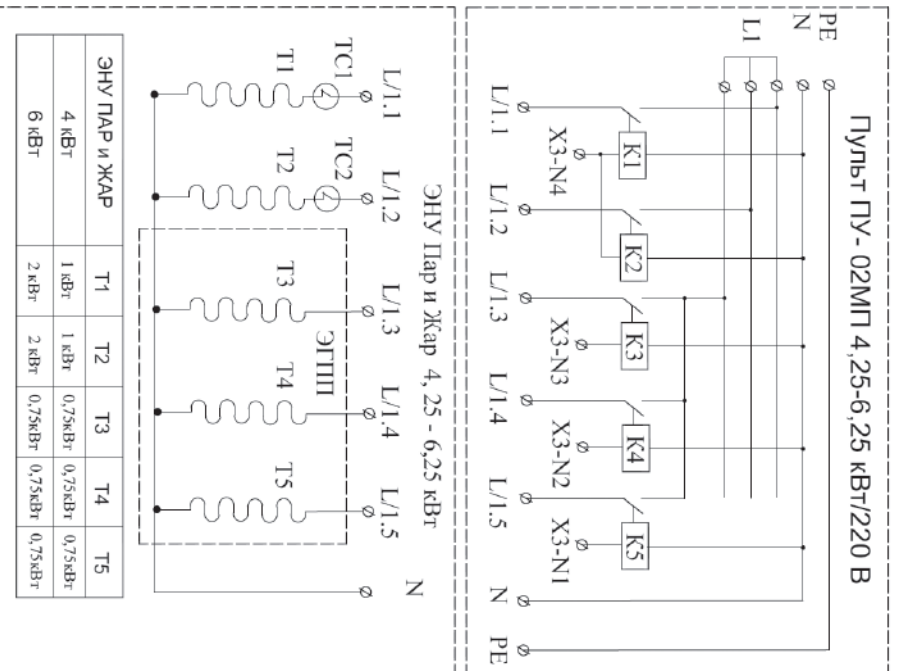 Пульт ПУ- 02МП 4,25-6,25 кВт/220 В
PE
N
L1
K1
K2
K3
K4
K5
X3-N4
X3-N3
X3-N2
X3-N1
L/1.1
L/1.2
L/1.3
L/1.4
L/1.5
N
PE
ЭНУ Пар и Жар 4, 25 - 6,25 кВт
L/1.1
L/1.2
L/1.3
L/1.4
L/1.5
N
TC1
TC2
ЭГПП
T1
T2
T3
T4
T5
ЭНУ ПАР и ЖАР T1 T2 T3 T4 T5
4 кВт 1 кВт 1 кВт 0,75кВт 0,75кВт 0,75кВт
6 кВт 2 кВт 2 кВт 0,75кВт 0,75кВт 0,75кВт